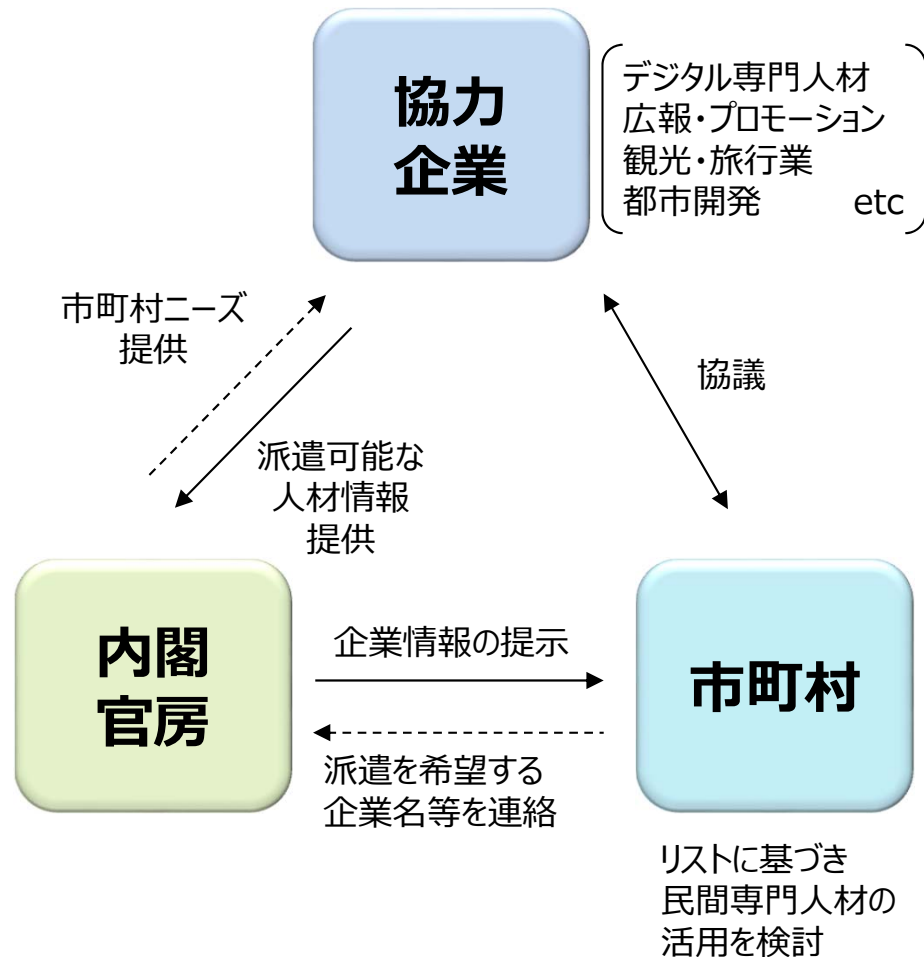 協力
企業
デジタル専門人材
広報・プロモーション
観光・旅行業
都市開発 etc
市町村ニーズ
提供
協議
派遣可能な
人材情報
提供
内閣
官房
企業情報の提示
市町村
派遣を希望する
企業名等を連絡
リストに基づき
民間専門人材の
活用を検討